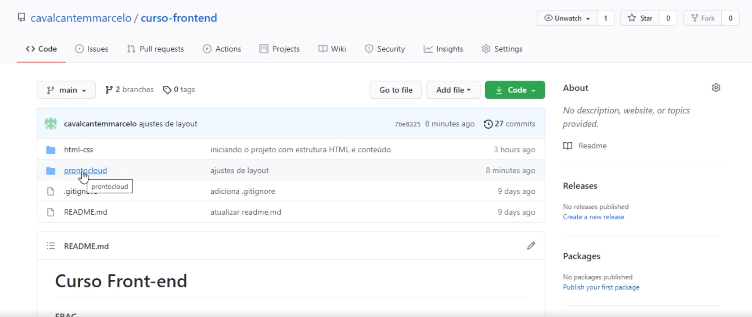 cavalcantemmarcelo / curso-frontend
Unwatch 1 Star 0 Fork 0
Code Issues Pull requests Actions Projects Wiki Security Insights Settings
main 2 branches 0 tags Go to file Add file Code
cavalcantemmarcelo ajustes de layout 7be8225 8 minutes ago 27 commits
html-css iniciando o projeto com estrutura HTML e conteúdo 3 hours ago
prontocloud ajustes de layout 8 minutes ago
prontocloud
.gitignore adiciona .gitignore 9 days ago
README.md atualizar readme.md 9 days ago
README.md
Curso Front-end
EBAC
About
No description, website, or topics
provided.
Readme
Releases
No releases published
Create a new release
Packages
No packages published
Publish your first package